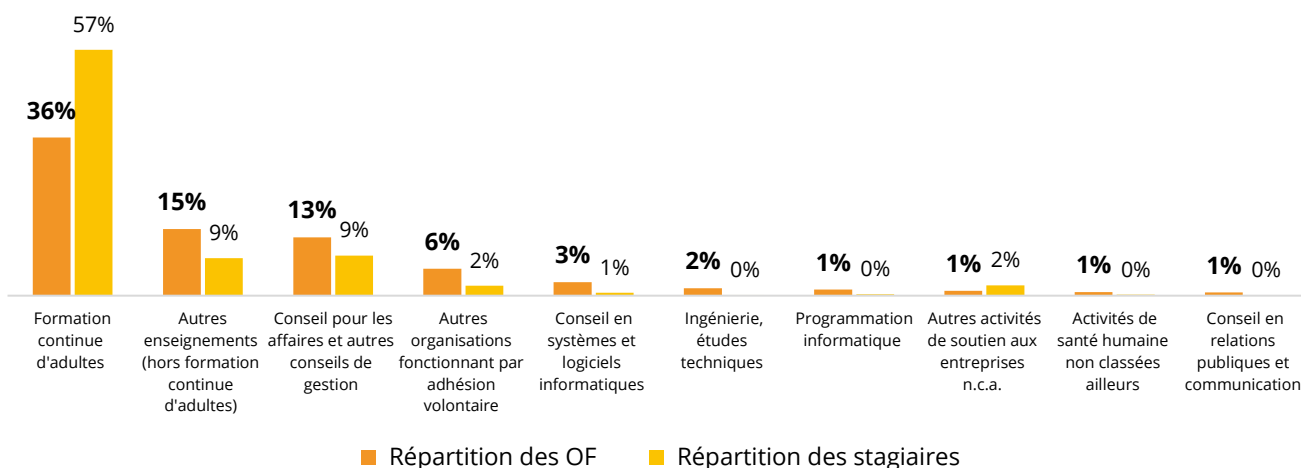 57%
36%
15%
9%
13%
9%
6%
2%
3%
1%
2%
0%
1%
0%
1%
2%
1%
0%
1%
0%
Formation
continue
d'adultes
Autres
enseignements
(hors formation
continue
d'adultes)
Conseil pour les
affaires et autres
conseils de
gestion
Autres
organisations
fonctionnant par
adhésion
volontaire
Conseil en
systèmes et
logiciels
informatiques
Ingénierie,
études
techniques
Programmation
informatique
Autres activités
de soutien aux
entreprises
n.c.a.
Activités de
santé humaine
non classées
ailleurs
Conseil en
relations
publiques et
communication
Répartition des OF
Répartition des stagiaires